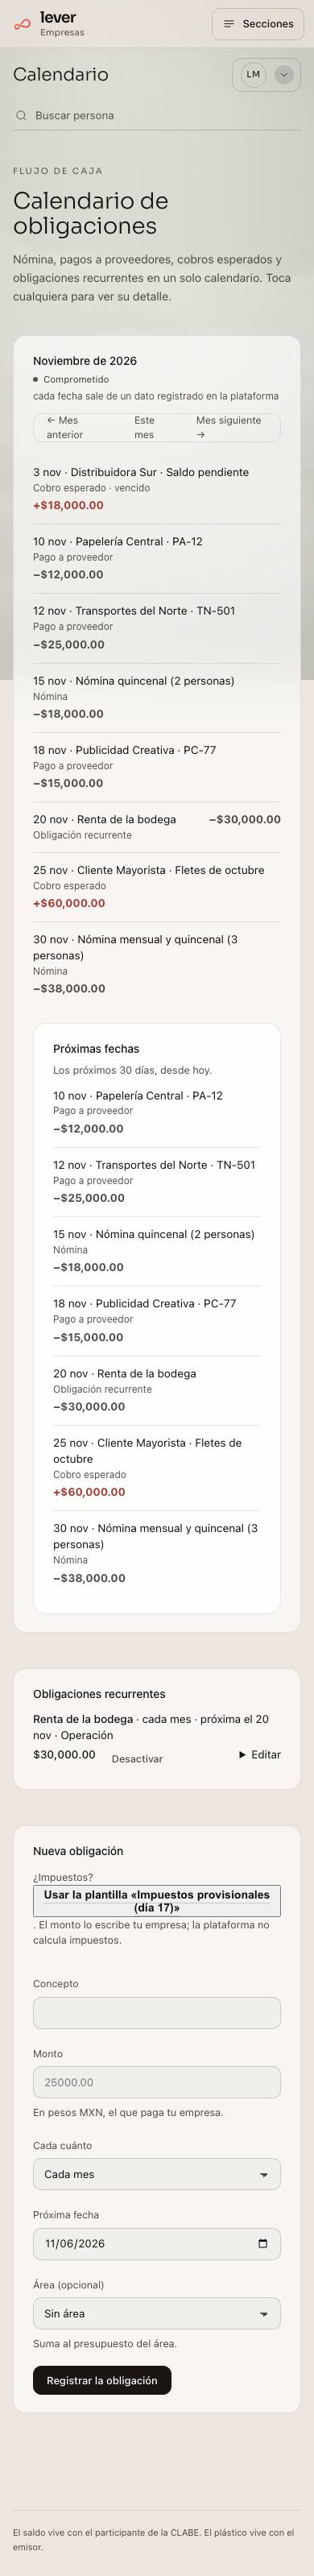 lever
Empresas
Secciones
Calendario
LM
Buscar persona
FLUJO DE CAJA
Calendario de
obligaciones
Nómina, pagos a proveedores, cobros esperados y
obligaciones recurrentes en un solo calendario. Toca
cualquiera para ver su detalle.
Noviembre de 2026
Comprometido
cada fecha sale de un dato registrado en la plataforma
← Mes
anterior
Este
mes
Mes siguiente
→
3 nov · Distribuidora Sur · Saldo pendiente
Cobro esperado · vencido
+$18,000.00
10 nov · Papelería Central · PA-12
Pago a proveedor
−$12,000.00
12 nov · Transportes del Norte · TN-501
Pago a proveedor
−$25,000.00
15 nov · Nómina quincenal (2 personas)
Nómina
−$18,000.00
18 nov · Publicidad Creativa · PC-77
Pago a proveedor
−$15,000.00
20 nov · Renta de la bodega −$30,000.00
Obligación recurrente
25 nov · Cliente Mayorista · Fletes de octubre
Cobro esperado
+$60,000.00
30 nov · Nómina mensual y quincenal (3
personas)
Nómina
−$38,000.00
Próximas fechas
Los próximos 30 días, desde hoy.
10 nov · Papelería Central · PA-12
Pago a proveedor
−$12,000.00
12 nov · Transportes del Norte · TN-501
Pago a proveedor
−$25,000.00
15 nov · Nómina quincenal (2 personas)
Nómina
−$18,000.00
18 nov · Publicidad Creativa · PC-77
Pago a proveedor
−$15,000.00
20 nov · Renta de la bodega
Obligación recurrente
−$30,000.00
25 nov · Cliente Mayorista · Fletes de
octubre
Cobro esperado
+$60,000.00
30 nov · Nómina mensual y quincenal (3
personas)
Nómina
−$38,000.00
Obligaciones recurrentes
Renta de la bodega · cada mes · próxima el 20
nov · Operación
$30,000.00 Desactivar ▶ Editar
Nueva obligación
¿Impuestos?
Usar la plantilla «Impuestos provisionales
(día 17)»
. El monto lo escribe tu empresa; la plataforma no
calcula impuestos.
Concepto
Monto
25000.00
En pesos MXN, el que paga tu empresa.
Cada cuánto
Cada mes
Próxima fecha
11/06/2026
Área (opcional)
Sin área
Suma al presupuesto del área.
Registrar la obligación
El saldo vive con el participante de la CLABE. El plástico vive con el
emisor.